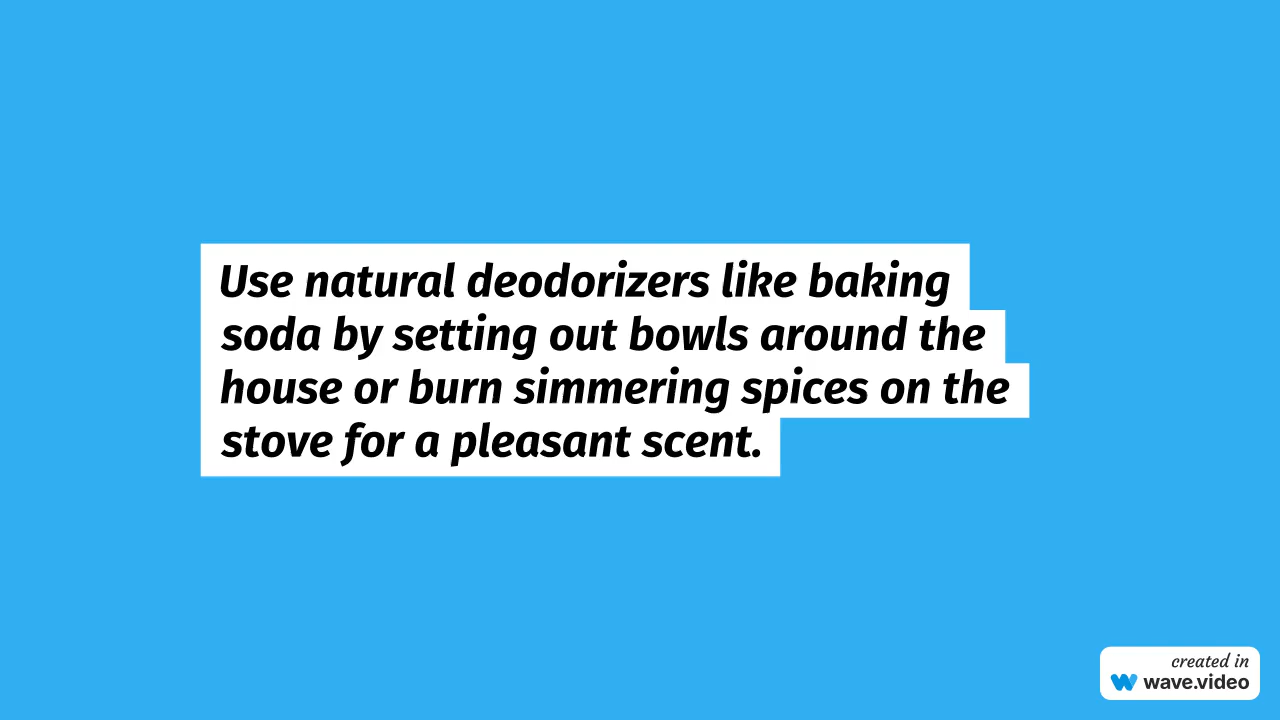 Use natural deodorizers like baking
soda by setting out bowls around the
house or burn simmering spices on the
stove for a pleasant scent.
created in
wave.video